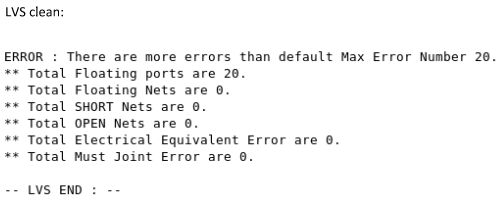 LVS clean:
ERROR : There are more errors than default Max Error Number 20.
** Total Floating ports are 20.
** Total Floating Nets are 0.
** Total SHORT Nets are 0.
** Total OPEN Nets are 0.
** Total Electrical Equivalent Error are 0.
** Total Must Joint Error are 0.
-- LVS END : --